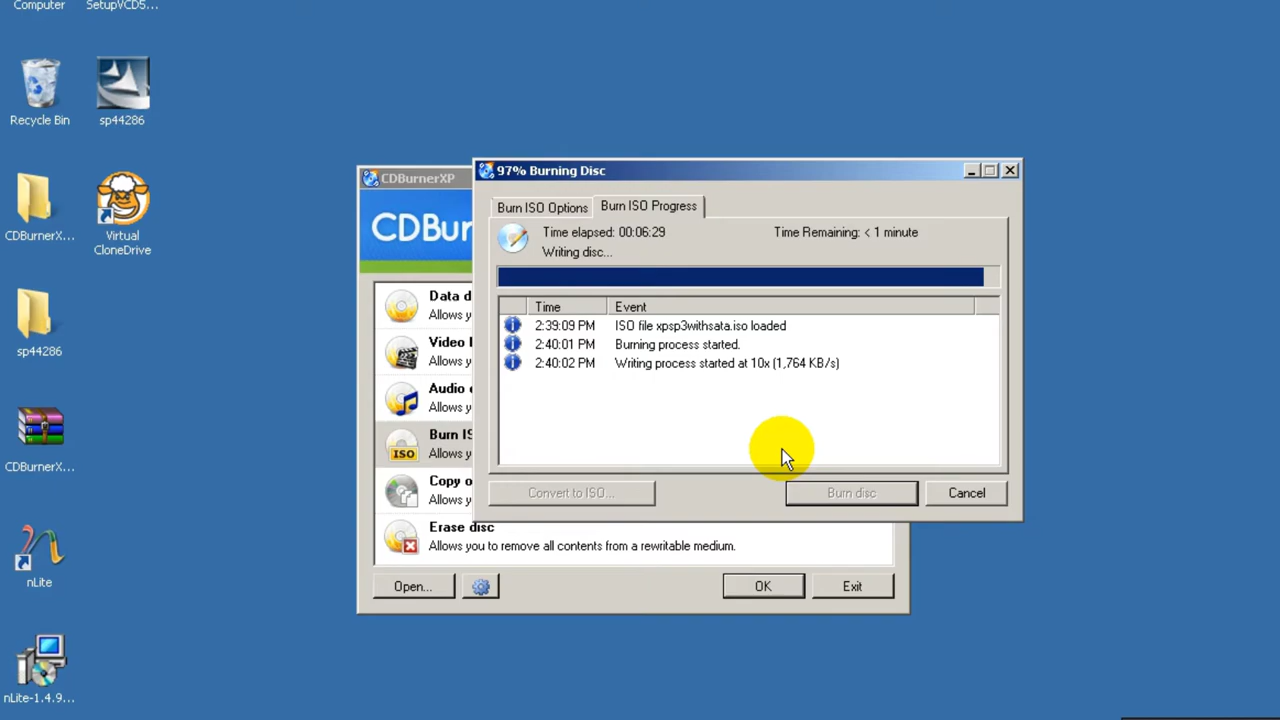 Computer
SetupVCD5...
Recycle Bin
sp44286
CDBurnerX...
Virtual
CloneDrive
sp44286
CDBurnerX...
nLite
nLite-1.4.9...
CDBurnerXP
CDBur
Data d
Allows y
Video
Allows y
Audio
Allows y
ISO
Burn IS
Allows y
Copy o
Allows y
Erase disc
Allows you to remove all contents from a rewritable medium.
Open...
OK
Exit
97% Burning Disc
Burn ISO Options
Burn ISO Progress
Time elapsed: 00:06:29
Time Remaining: < 1 minute
Writing disc...
Time
Event
2:39:09 PM ISO file xpsp3withsata.iso loaded
2:40:01 PM Burning process started.
2:40:02 PM Writing process started at 10x (1,764 KB/s)
Convert to ISO...
Burn disc
Cancel